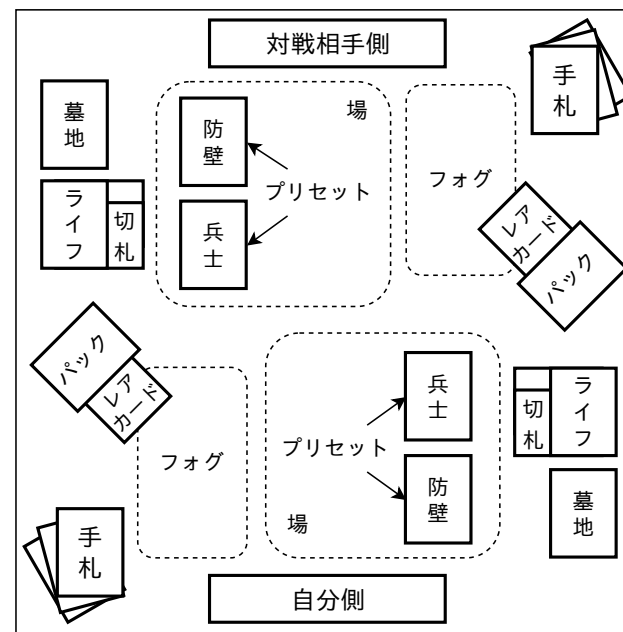 対戦相手側
手札
墓地
防壁
場
プリセット
フォグ
ライフ
切札
兵士
レアカード
パック
パック
レアカード
フォグ
兵士
プリセット
防壁
場
切札
ライフ
墓地
手札
自分側